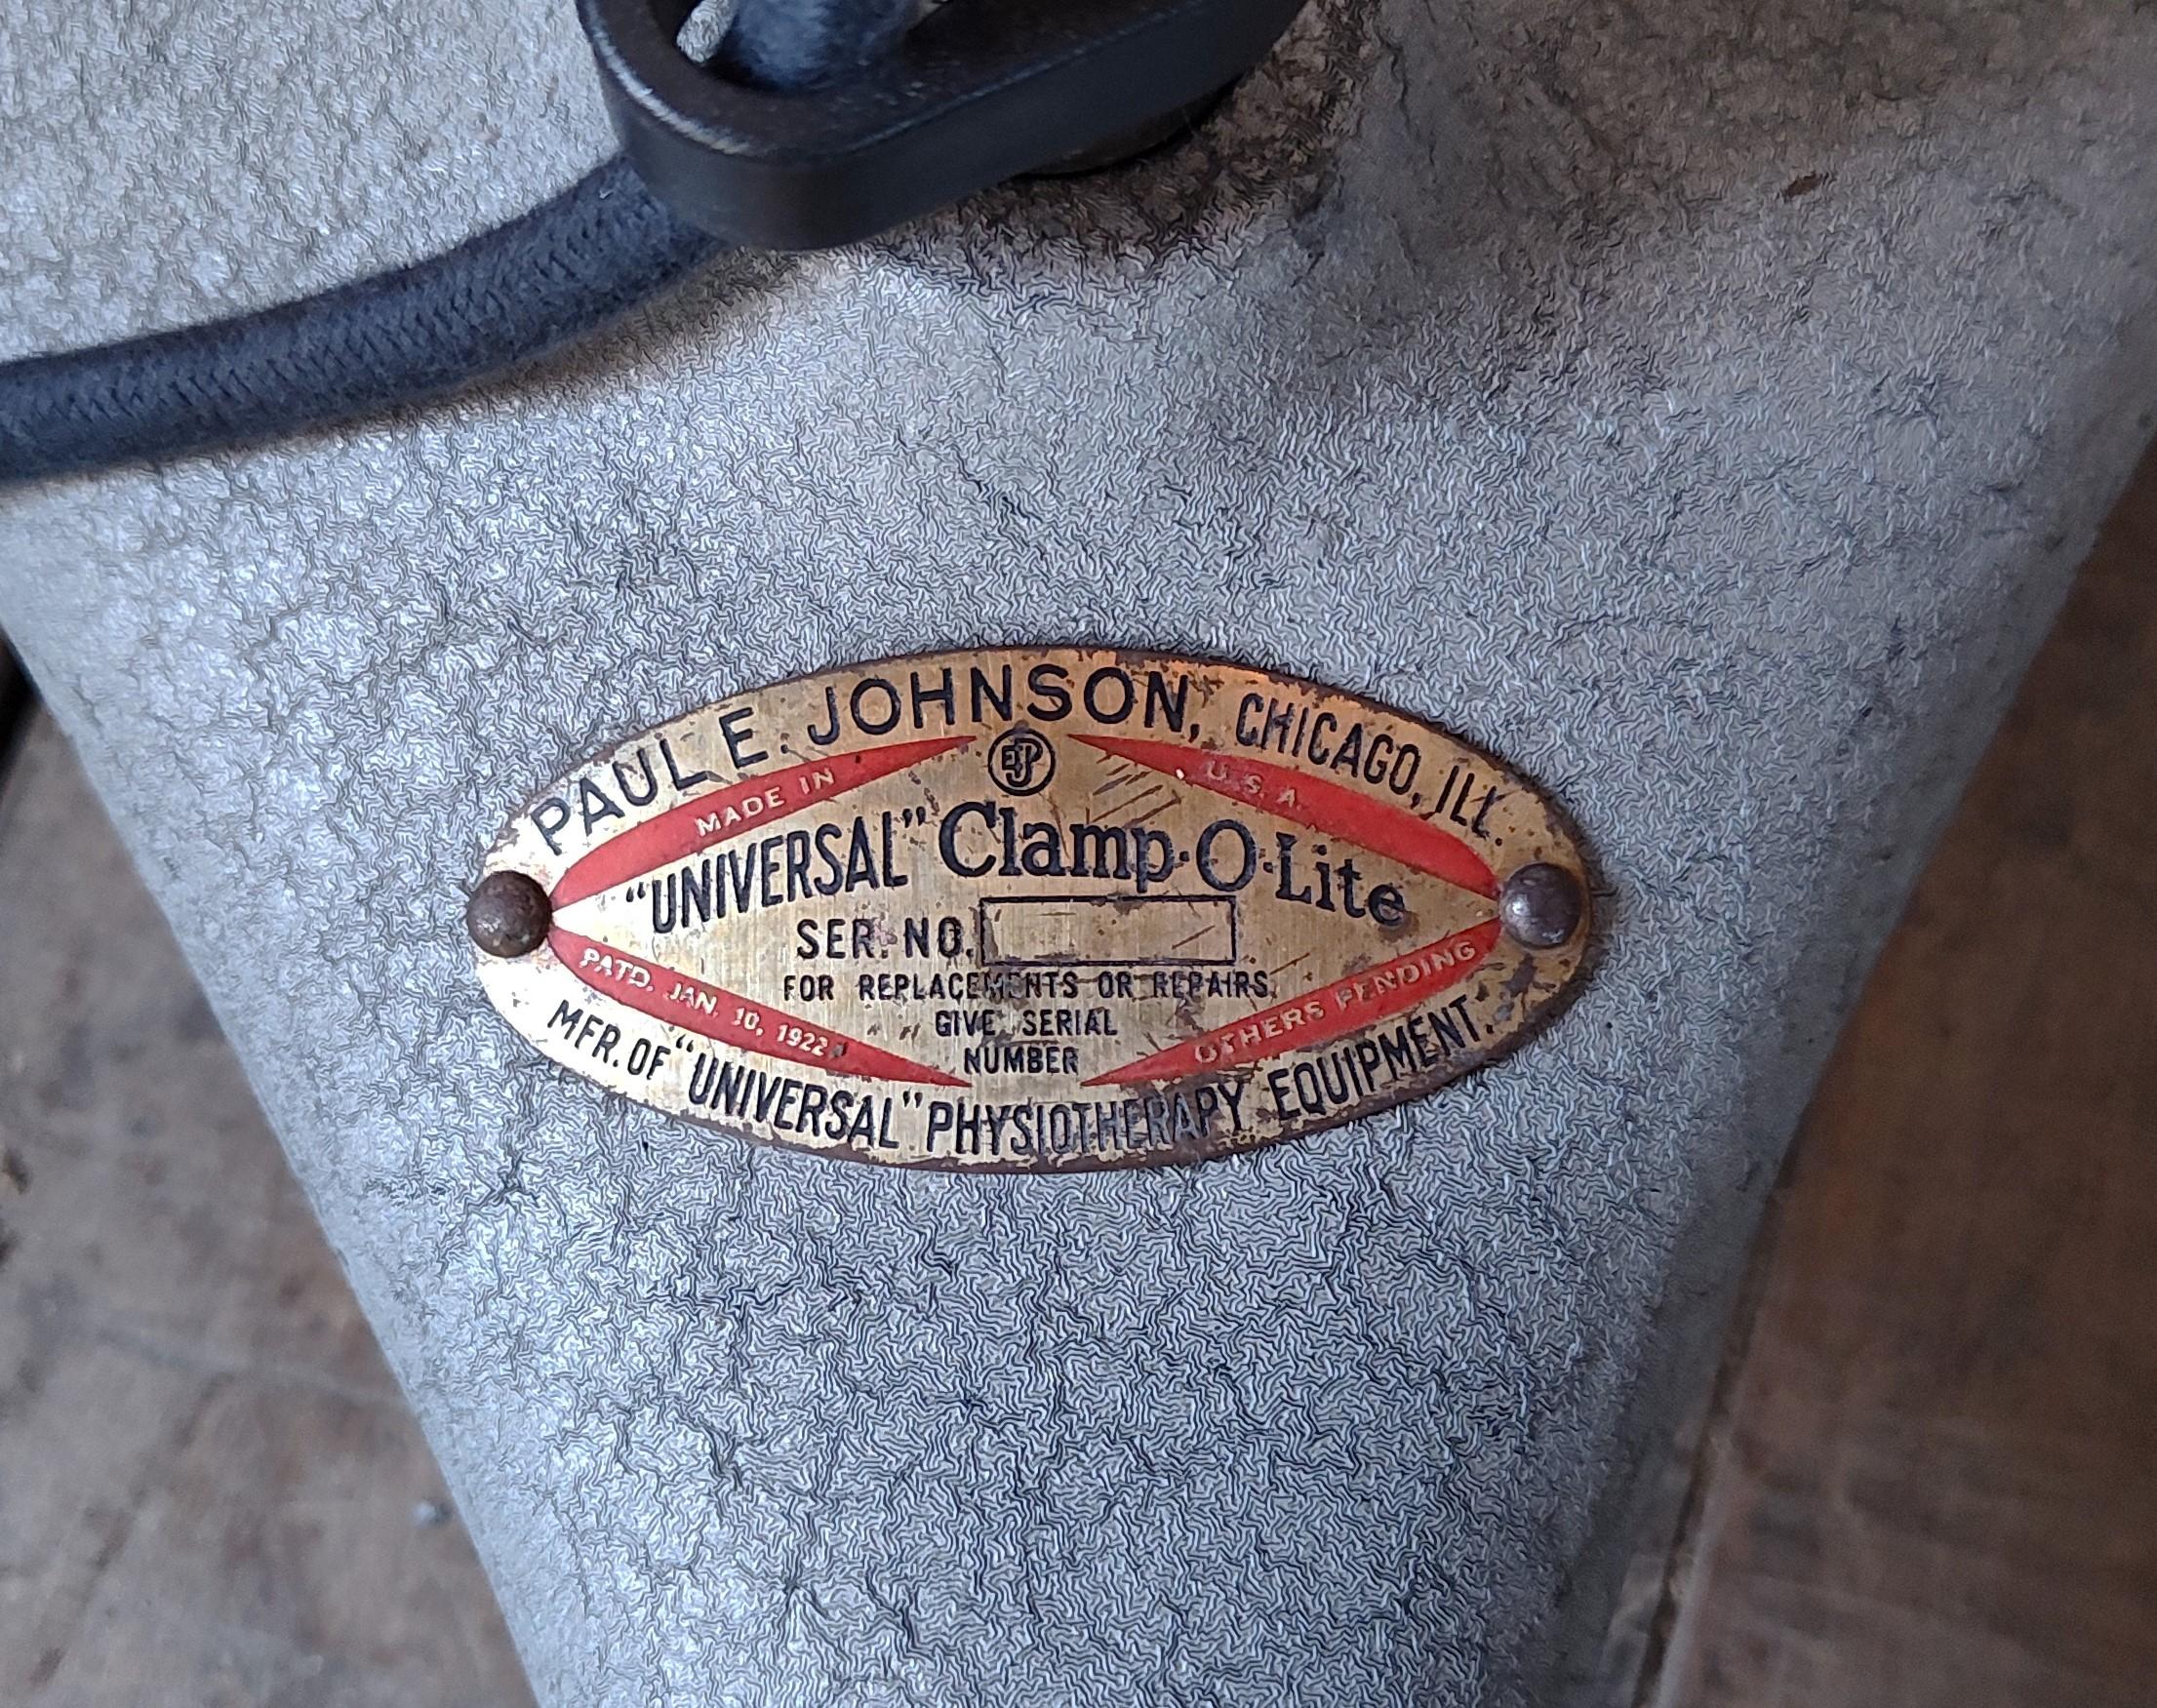 PAUL E. JOHNSON, CHICAGO, ILL.
MADE IN U.S.A.
EJP
"UNIVERSAL" Clamp-O-Lite
SER. NO.
FOR REPLACEMENTS OR REPAIRS
GIVE SERIAL
NUMBER
PATD. JAN. 10, 1922
OTHERS PENDING
MFR. OF "UNIVERSAL" PHYSIOTHERAPY EQUIPMENT.